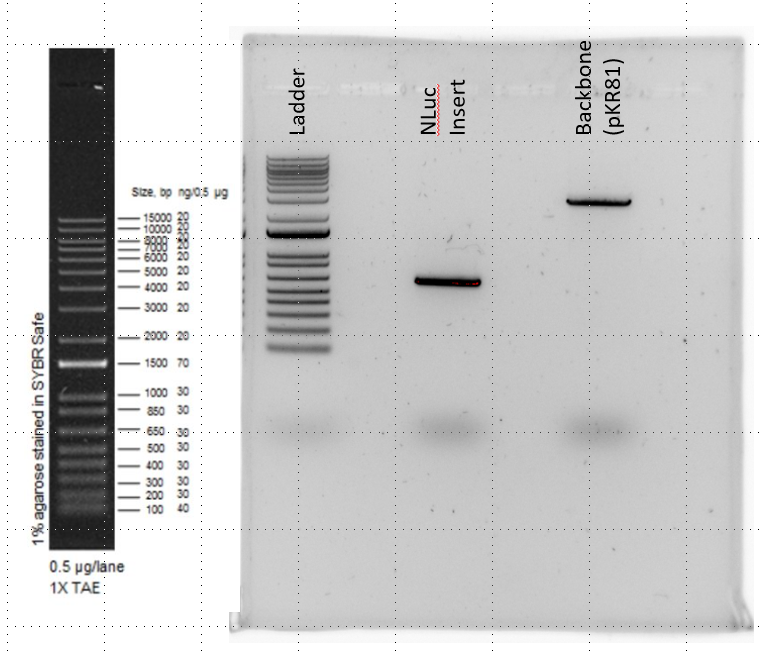 Ladder
NLuc
Insert
Backbone
(pKR81)
Size, bp ng/0.5 µg
15000 20
10000 20
8000 20
7000 20
6000 20
5000 20
4000 20
3000 20
2000 20
1500 70
1000 30
850 30
650 30
500 30
400 30
300 30
200 30
100 40
1% agarose stained in SYBR Safe
0.5 µg/lane
1X TAE